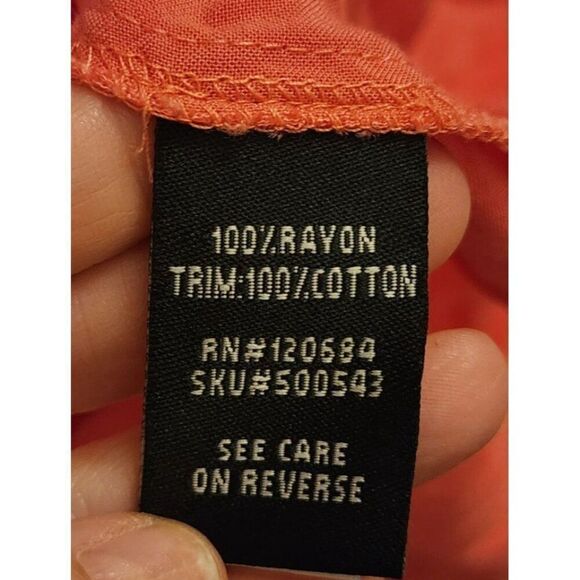 100%RAYON
TRIM:100%COTTON
RN#120684
SKU#500543
SEE CARE
ON REVERSE